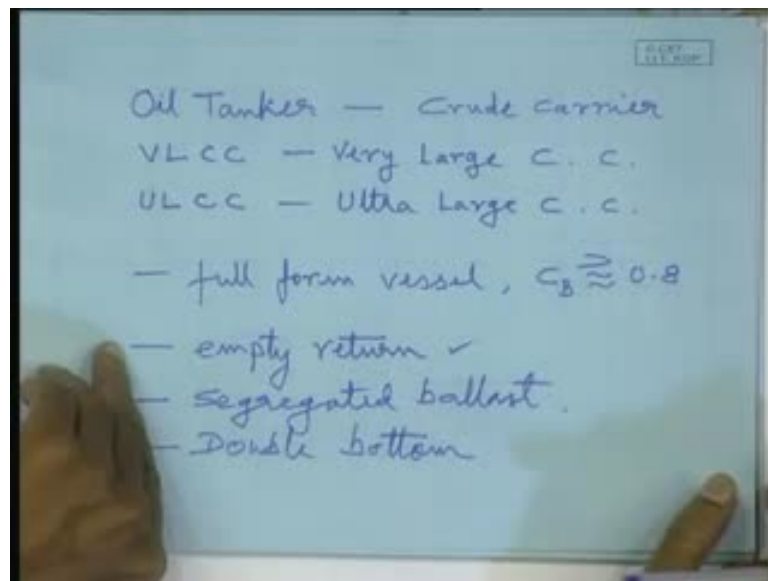 Oil Tanker — Crude Carrier
VLCC — Very Large C. C.
ULCC — Ultra Large C. C.
— full form vessel, C_B ⪆ 0.8
— empty return ✓
— Segregated ballast.
— Double bottom